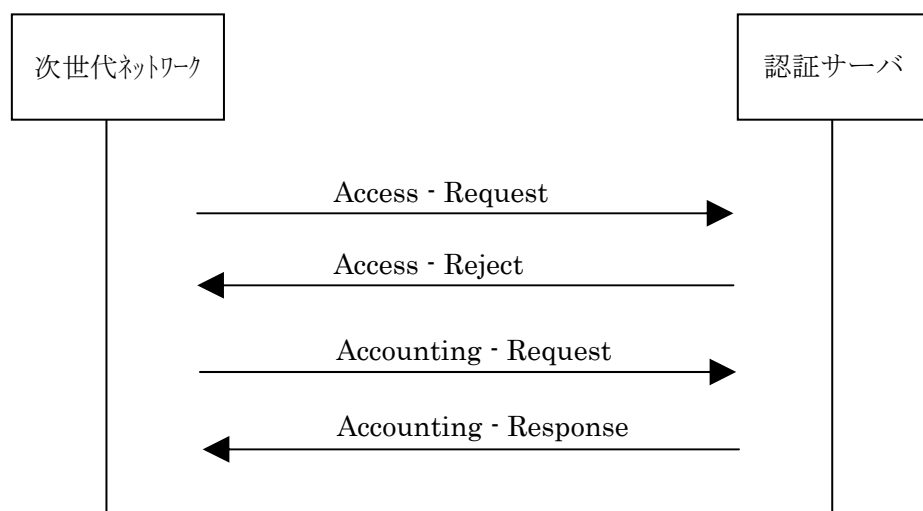 次世代ネットワーク
認証サーバ
Access - Request
Access - Reject
Accounting - Request
Accounting - Response